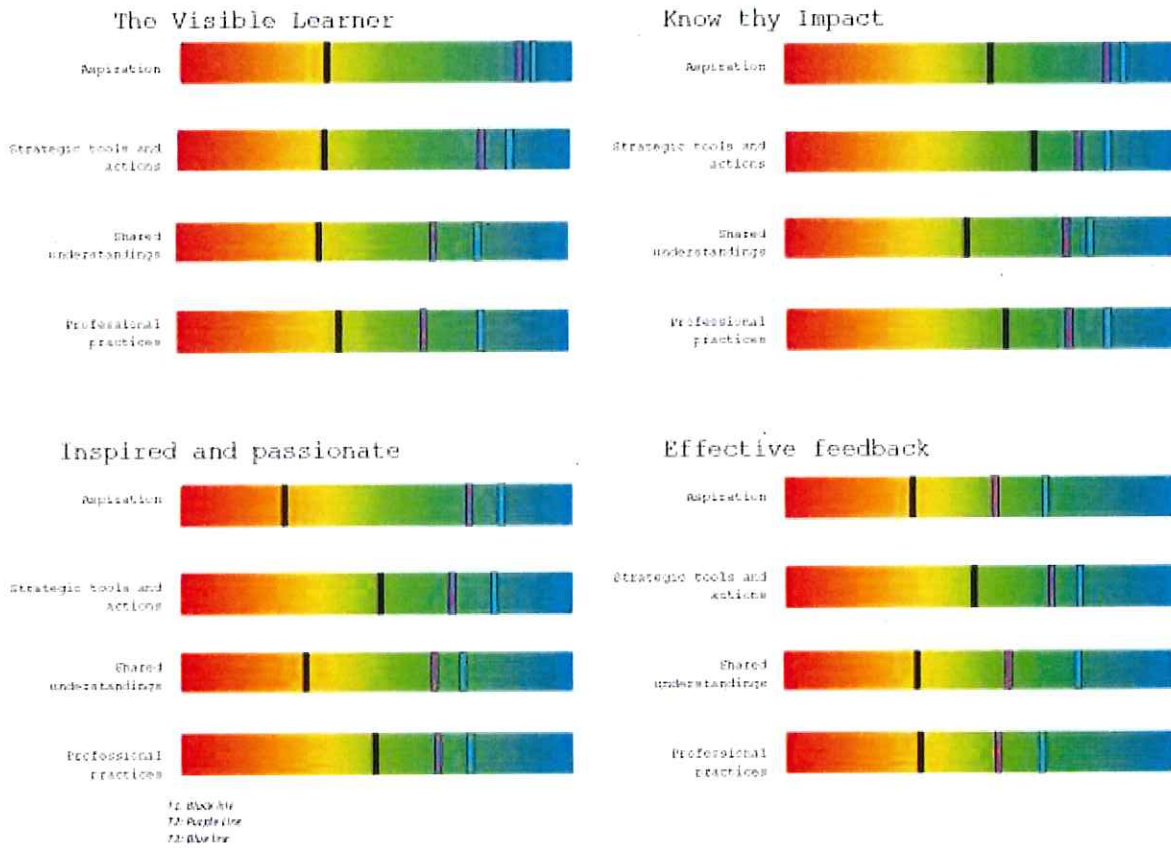 The Visible Learner
Aspiration
Strategic tools and
actions
Shared
understandings
Professional
practices
Know thy Impact
Aspiration
Strategic tools and
actions
Shared
understandings
Professional
practices
Inspired and passionate
Aspiration
Strategic tools and
actions
Shared
understandings
Professional
practices
Effective feedback
Aspiration
Strategic tools and
actions
Shared
understandings
Professional
practices
T1: Black line
T2: Purple line
T3: Blue line